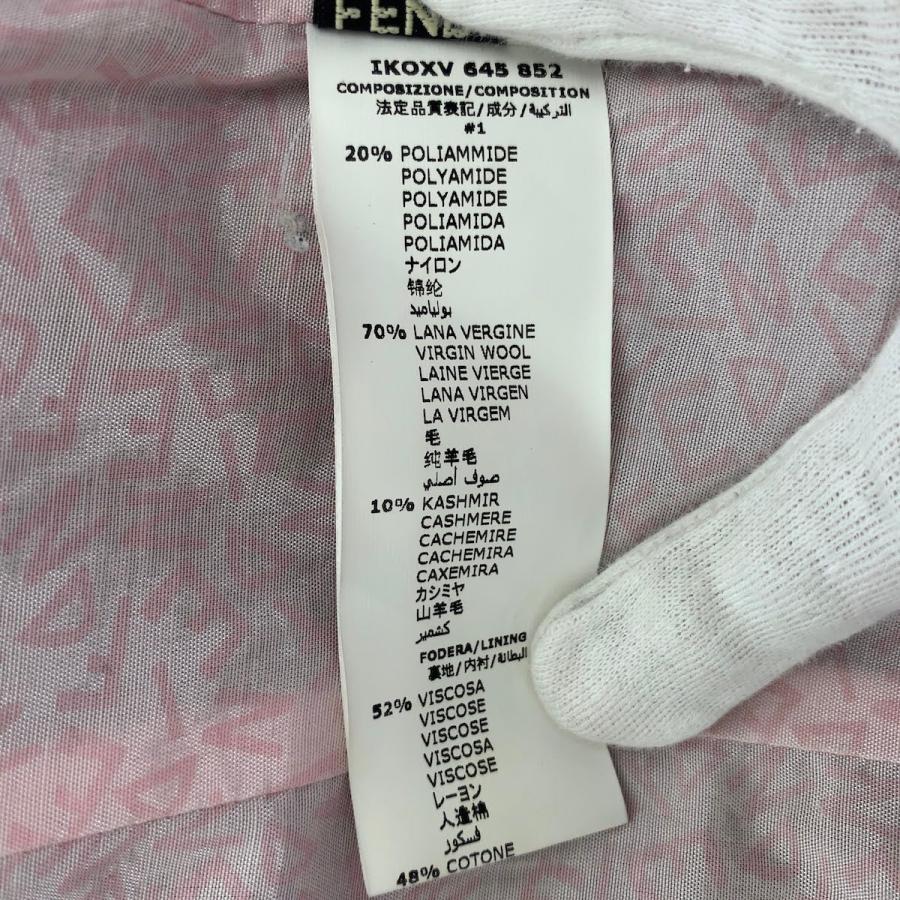 FEND
IKOXV 645 852
COMPOSIZIONE/COMPOSITION
法定品質表記/成分/التركيبة
#1
20% POLIAMMIDE
POLYAMIDE
POLYAMIDE
POLIAMIDA
POLIAMIDA
ナイロン
锦纶
بولياميد
70% LANA VERGINE
VIRGIN WOOL
LAINE VIERGE
LANA VIRGEN
LA VIRGEM
毛
纯羊毛
صوف أصلي
10% KASHMIR
CASHMERE
CACHEMIRE
CACHEMIRA
CAXEMIRA
カシミヤ
山羊毛
كشمير
FODERA/LINING
裏地/内衬/البطانة
52% VISCOSA
VISCOSE
VISCOSE
VISCOSA
VISCOSE
レーヨン
人造棉
فسكور
48% COTONE